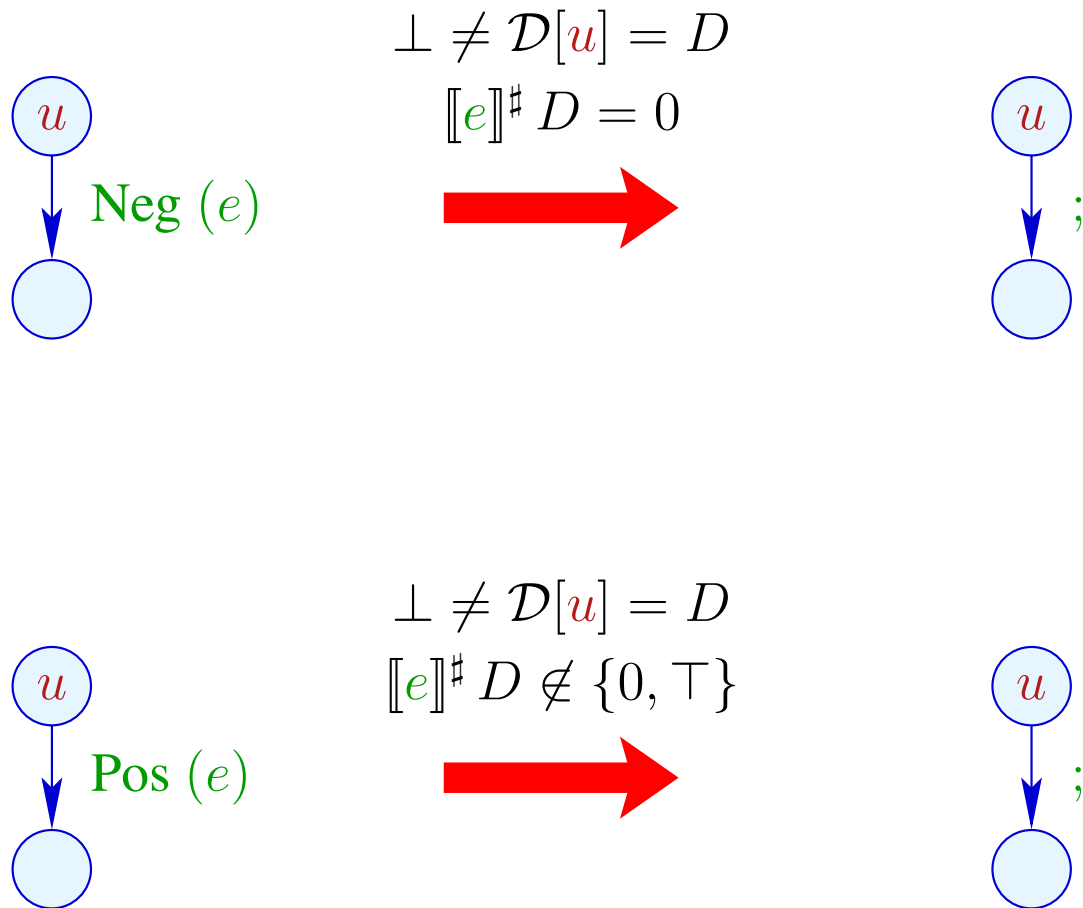 ⊥ ≠ 𝒟[u] = D
u
⟦e⟧♯ D = 0
u
Neg (e)
;
⊥ ≠ 𝒟[u] = D
u
⟦e⟧♯ D ∉ {0, ⊤}
u
Pos (e)
;